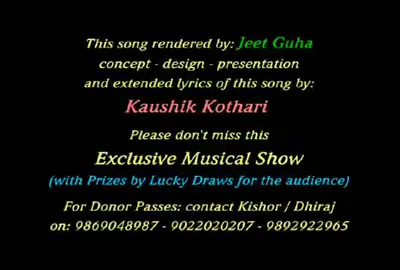 This song rendered by: Jeet Guha
concept - design - presentation
and extended lyrics of this song by:
Kaushik Kothari
Please don't miss this
Exclusive Musical Show
(with Prizes by Lucky Draws for the audience)
For Donor Passes: contact Kishor / Dhiraj
on: 9869048987 - 9022020207 - 9892922965